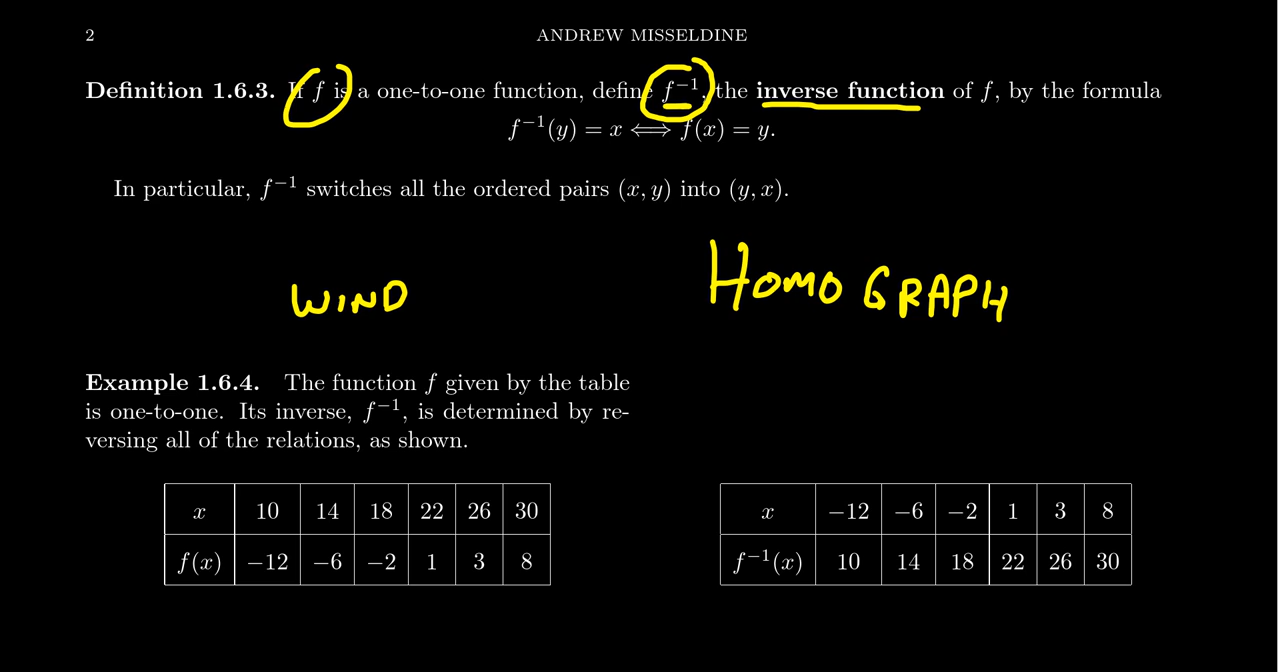 2 ANDREW MISSELDINE
Definition 1.6.3. If f is a one-to-one function, define f⁻¹, the inverse function of f, by the formula
f⁻¹(y) = x ⟺ f(x) = y.
In particular, f⁻¹ switches all the ordered pairs (x, y) into (y, x).
WIND
HOMO GRAPH
Example 1.6.4. The function f given by the table
is one-to-one. Its inverse, f⁻¹, is determined by re-
versing all of the relations, as shown.
x 10 14 18 22 26 30
f(x) −12 −6 −2 1 3 8
x −12 −6 −2 1 3 8
f⁻¹(x) 10 14 18 22 26 30